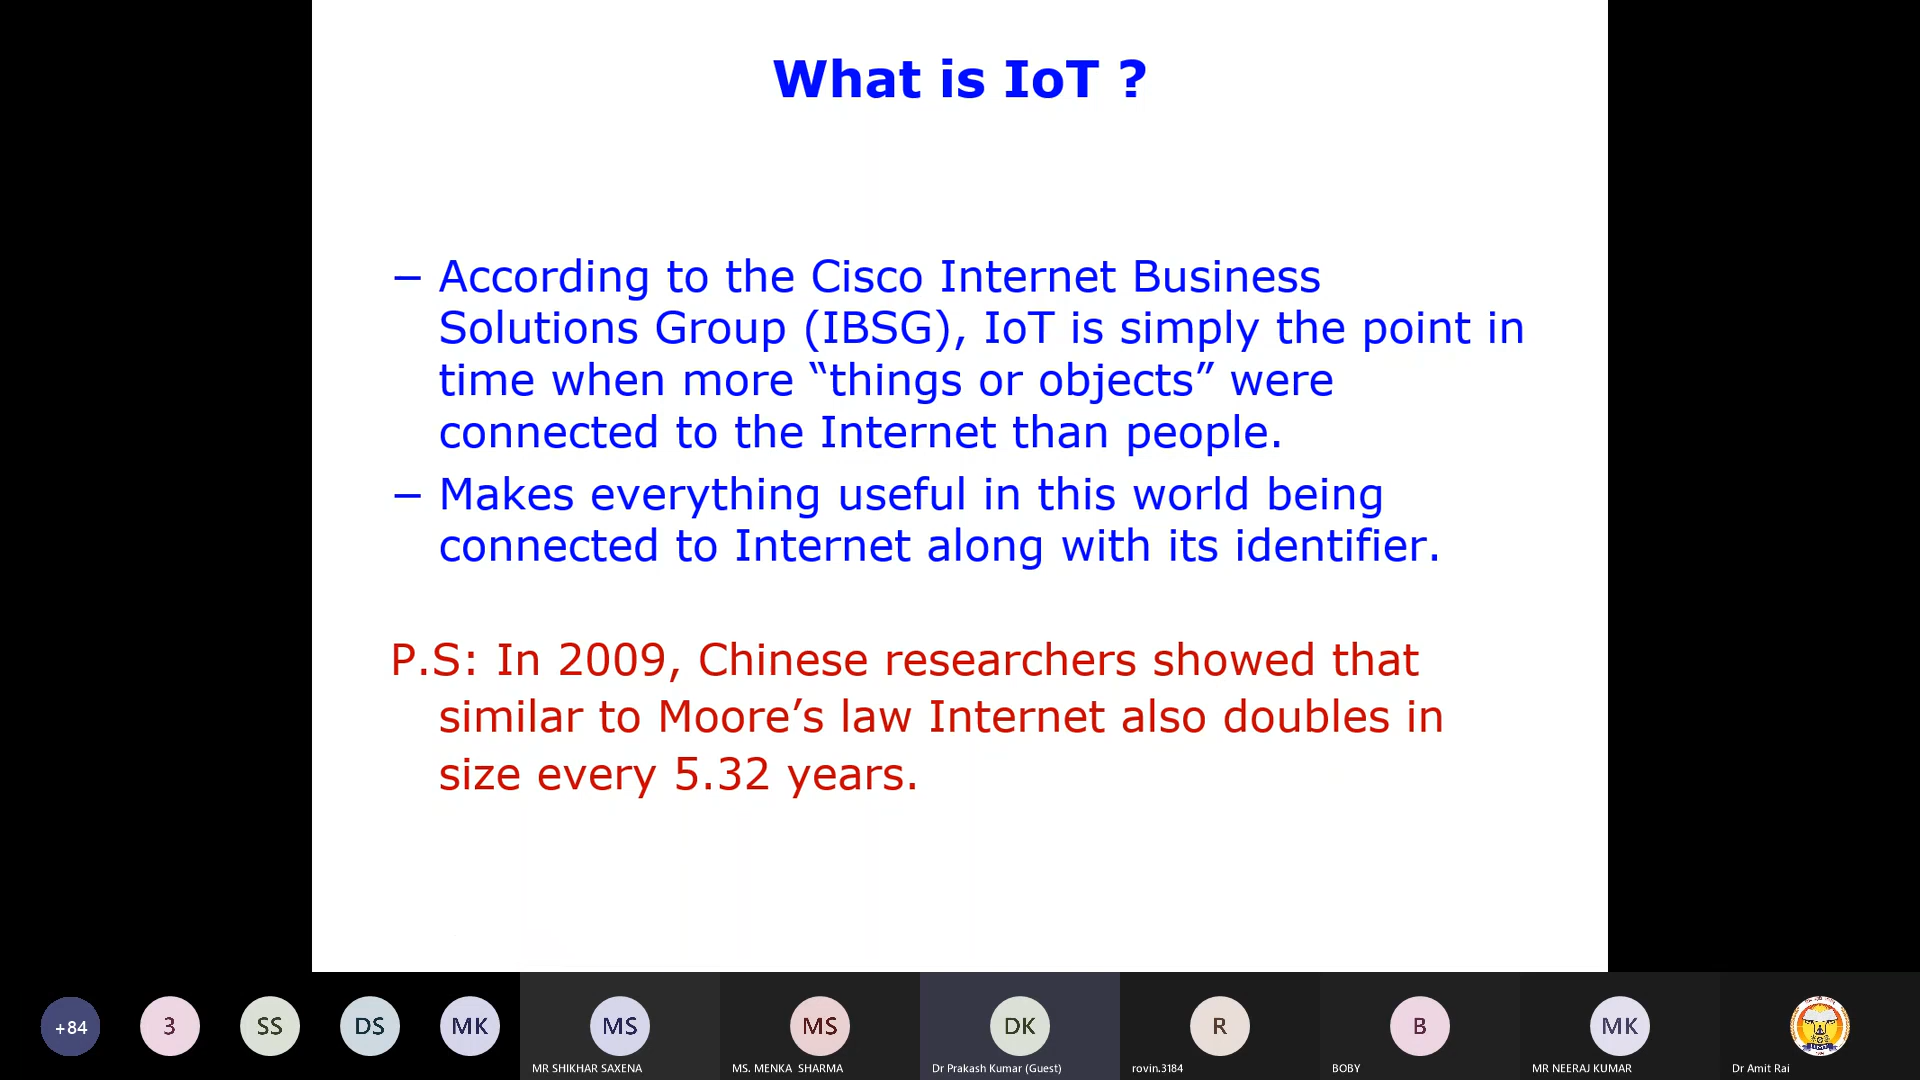 What is IoT ?
– According to the Cisco Internet Business
Solutions Group (IBSG), IoT is simply the point in
time when more “things or objects” were
connected to the Internet than people.
– Makes everything useful in this world being
connected to Internet along with its identifier.
P.S: In 2009, Chinese researchers showed that
similar to Moore’s law Internet also doubles in
size every 5.32 years.
+84
3
SS
DS
MK
MS
MS
DK
R
B
MK
MR SHIKHAR SAXENA
MS. MENKA SHARMA
Dr Prakash Kumar (Guest)
rovin.3184
BOBY
MR NEERAJ KUMAR
Dr Amit Rai